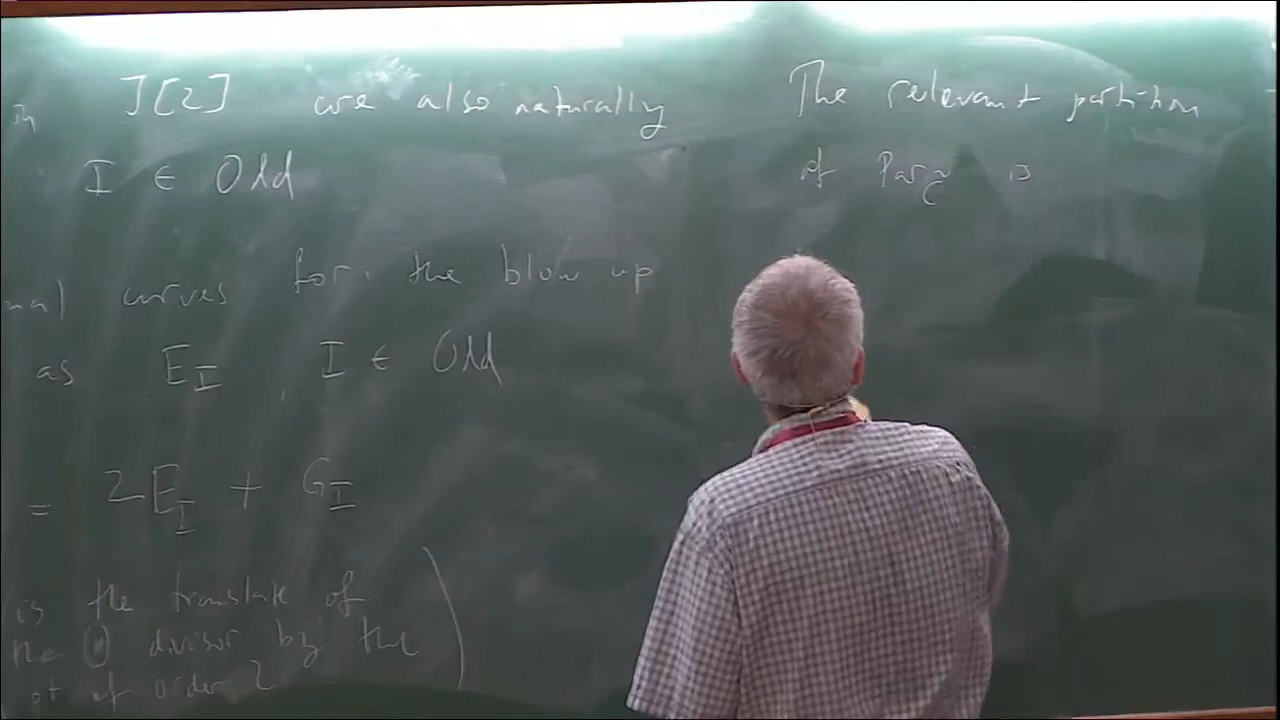 in J[2] are also naturally
I ∈ Odd
curves for the blow up
as E_I , I ∈ Odd
= 2E_I + G_I
is the translate of
the Θ divisor by the
pt of order 2 )
The relevant partition
of Par_C̃ is